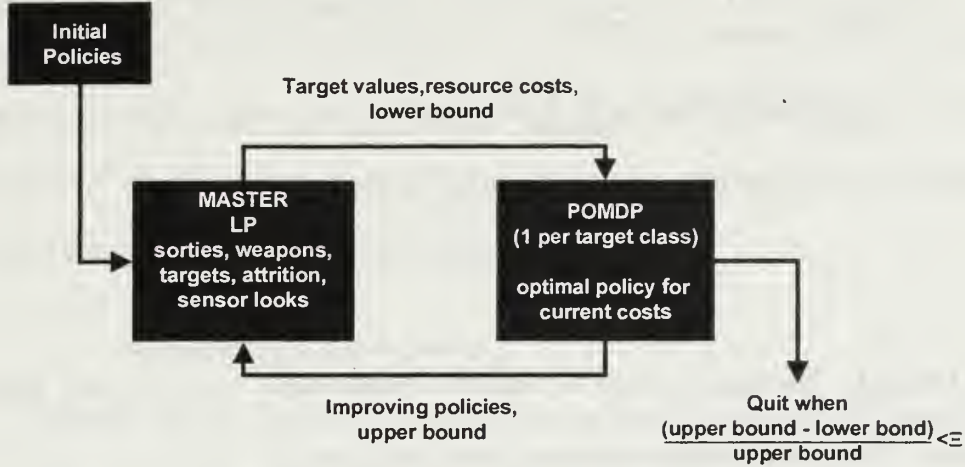 Initial
Policies
Target values,resource costs,
lower bound
MASTER
LP
sorties, weapons,
targets, attrition,
sensor looks
POMDP
(1 per target class)
optimal policy for
current costs
Improving policies,
upper bound
Quit when
(upper bound - lower bond)
<Ξ
upper bound